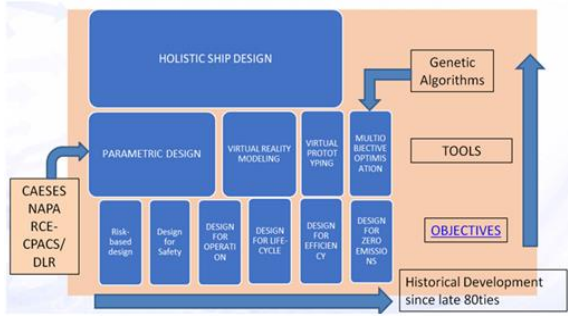 HOLISTIC SHIP DESIGN
Genetic
Algorithms
PARAMETRIC DESIGN
VIRTUAL REALITY
MODELING
VIRTUAL
PROTOT
YPING
MULTIO
BJECTIVE
OPTIMIS
ATION
TOOLS
CAESES
NAPA
RCE-
CPACS/
DLR
Risk-
based
design
Design
for
Safety
DESIGN
FOR
OPERATI
ON
DESIGN
FOR LIFE-
CYCLE
DESIGN
FOR
EFFICIEN
CY
DESIGN
FOR
ZERO
EMISSIO
NS
OBJECTIVES
Historical Development
since late 80ties